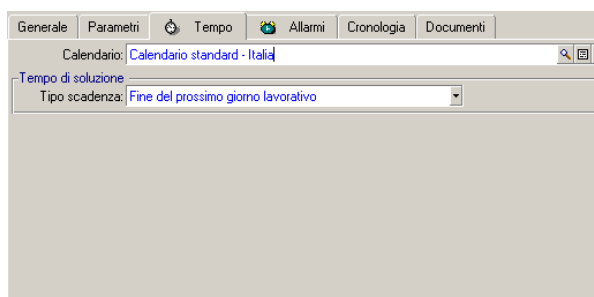 Generale Parametri Tempo Allarmi Cronologia Documenti
Calendario: Calendario standard - Italia
Tempo di soluzione
Tipo scadenza: Fine del prossimo giorno lavorativo